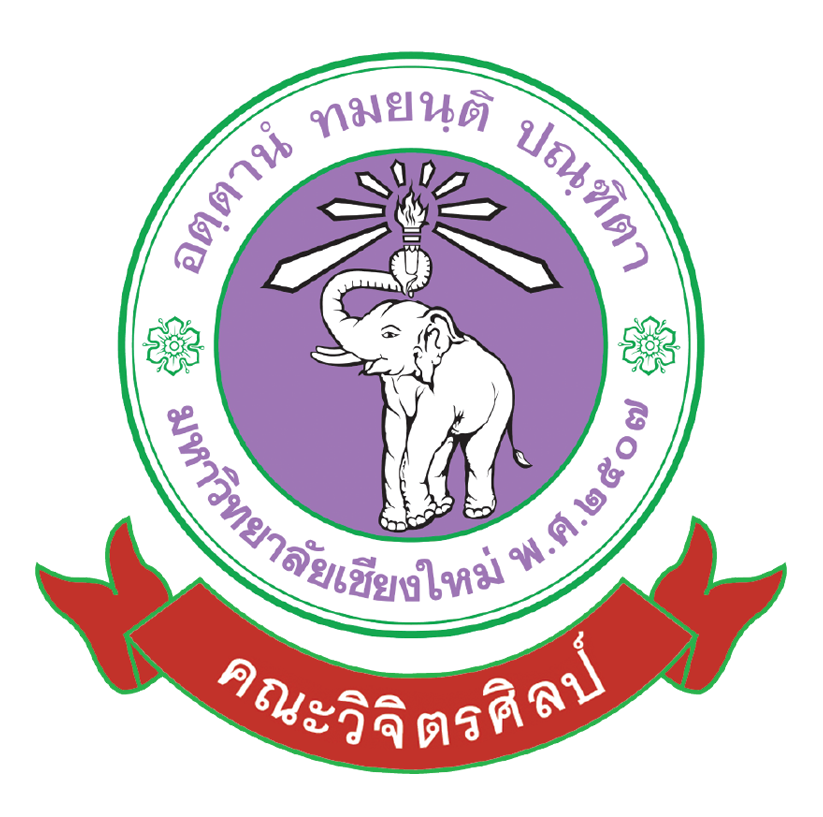 อตฺตานํ ทมยนฺติ ปณฺฑิตา
มหาวิทยาลัยเชียงใหม่ พ.ศ.๒๕๐๗
คณะวิจิตรศิลป์